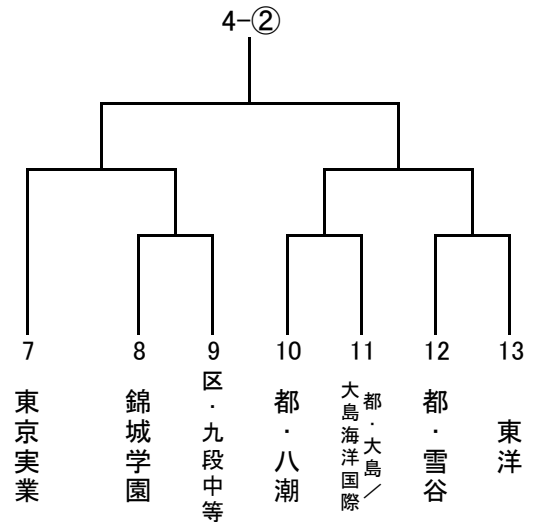 4-②
7
8
9
10
11
12
13
東京実業
錦城学園
区・九段中等
都・八潮
都・大島／
大島海洋国際
都・雪谷
東洋